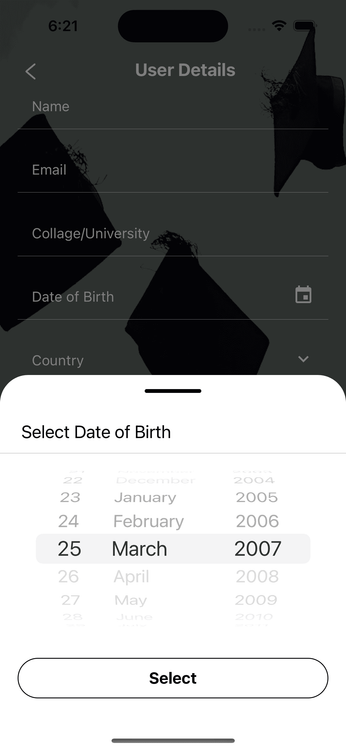 6:21
User Details
Name
Email
Collage/University
Date of Birth
Country
Select Date of Birth
22 December 2004
23 January 2005
24 February 2006
25 March 2007
26 April 2008
27 May 2009
28 June 2010
Select